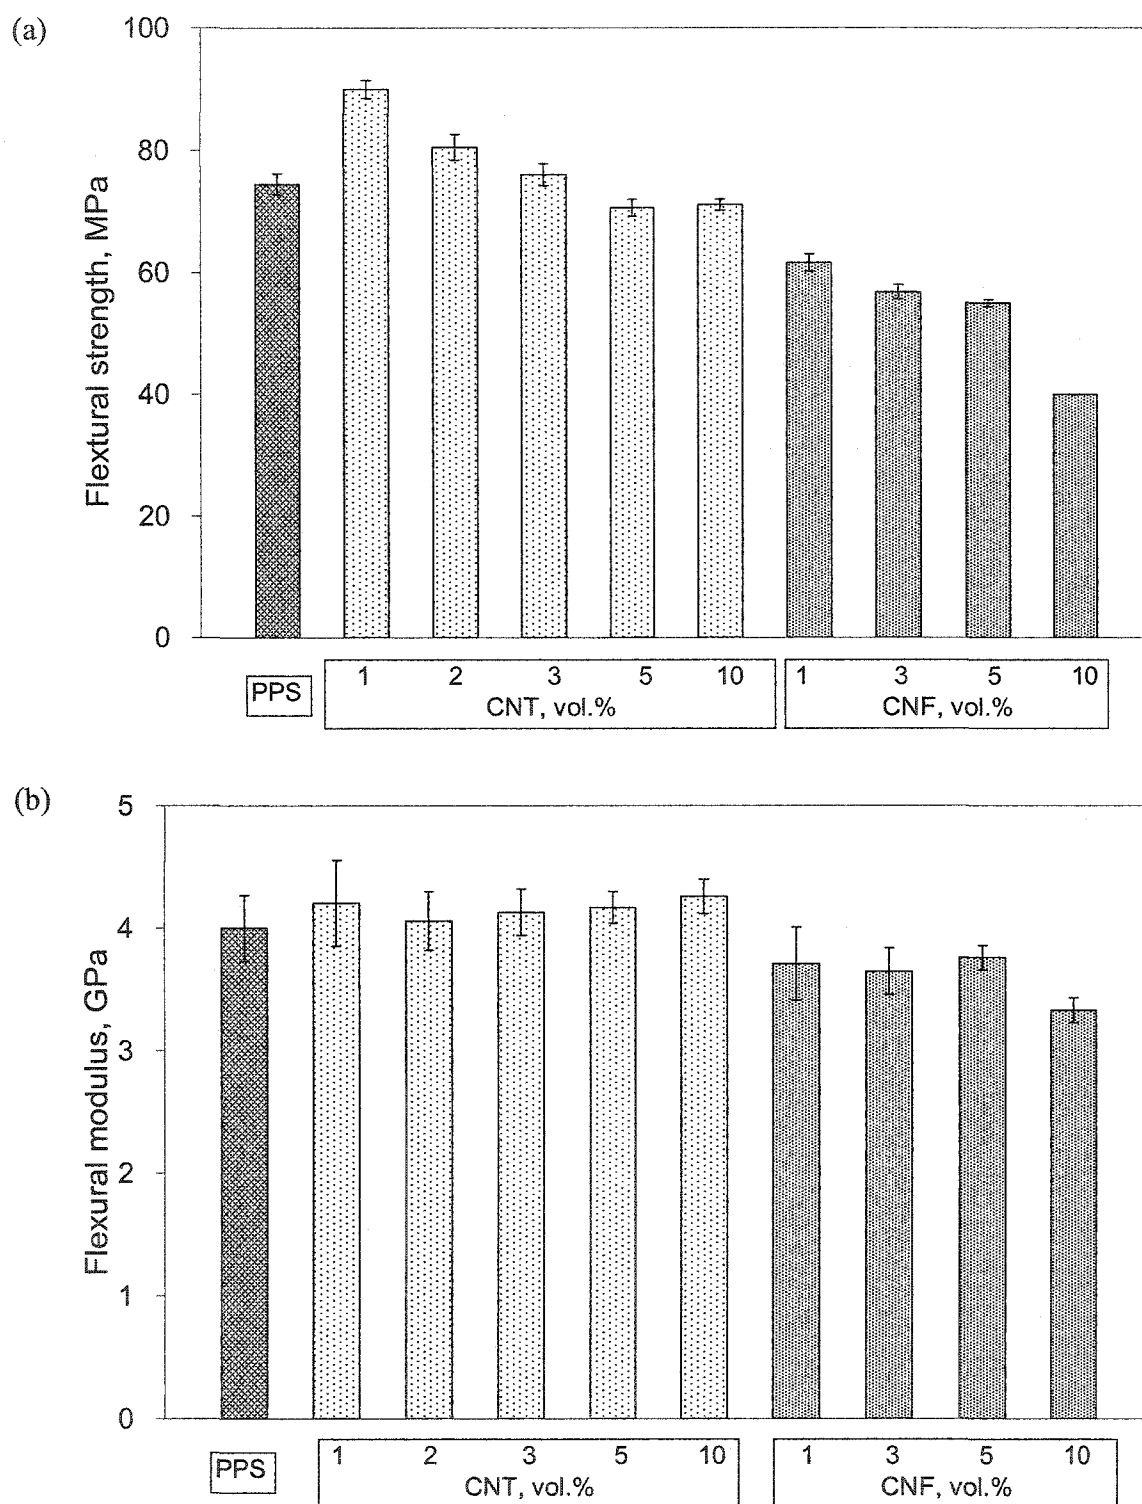 (a)
Flextural strength, MPa
100
80
60
40
20
0
PPS
1 2 3 5 10
CNT, vol.%
1 3 5 10
CNF, vol.%
(b)
Flexural modulus, GPa
5
4
3
2
1
0
PPS
1 2 3 5 10
CNT, vol.%
1 3 5 10
CNF, vol.%